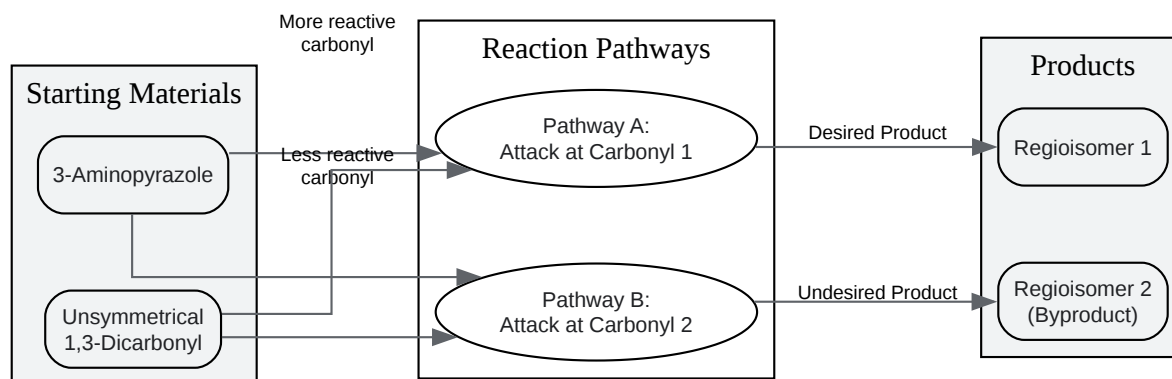 More reactive
carbonyl
Reaction Pathways
Products
Starting Materials
Pathway A:
Attack at Carbonyl 1
Desired Product
Regioisomer 1
3-Aminopyrazole
Less reactive
carbonyl
Pathway B:
Attack at Carbonyl 2
Undesired Product
Regioisomer 2
(Byproduct)
Unsymmetrical
1,3-Dicarbonyl